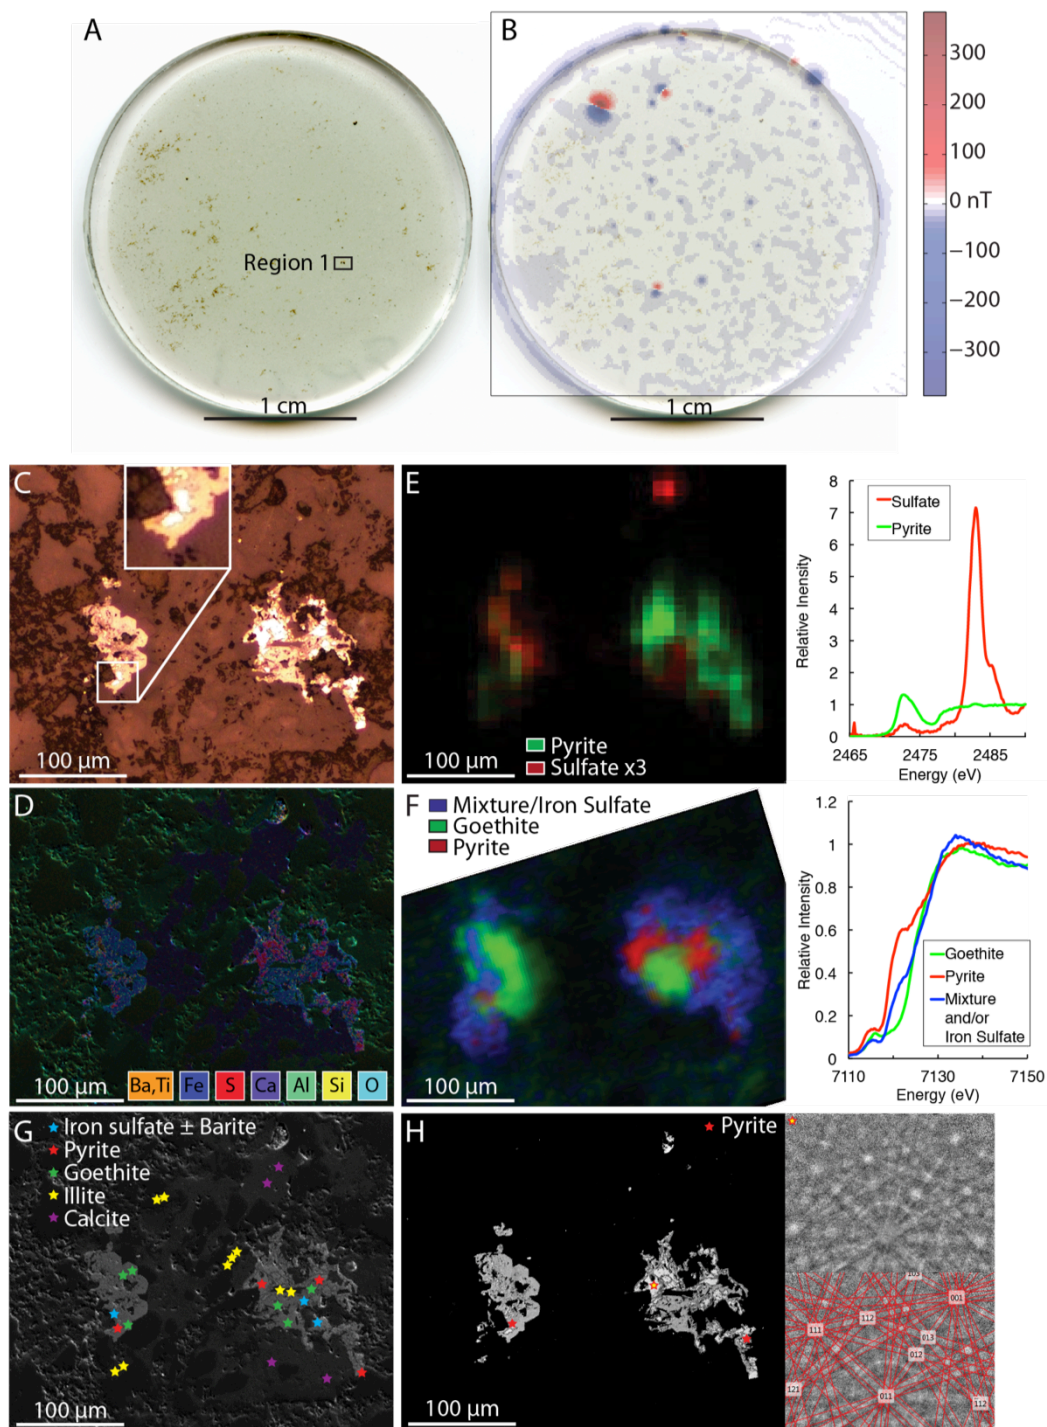 A
B
Region 1
1 cm
1 cm
300
200
100
0 nT
−100
−200
−300
C
100 µm
E
Pyrite
Sulfate x3
100 µm
8
7
6
5
4
3
2
1
0
Relative Inensity
Sulfate
Pyrite
2465 2475 2485
Energy (eV)
D
100 µm
Ba,Ti Fe S Ca Al Si O
F
Mixture/Iron Sulfate
Goethite
Pyrite
100 µm
1.2
1
0.8
0.6
0.4
0.2
0
Relative Intensity
Goethite
Pyrite
Mixture
and/or
Iron Sulfate
7110 7130 7150
Energy (eV)
G
Iron sulfate ± Barite
Pyrite
Goethite
Illite
Calcite
100 µm
H
Pyrite
100 µm
103
001
112
111
013
012
121
011
112